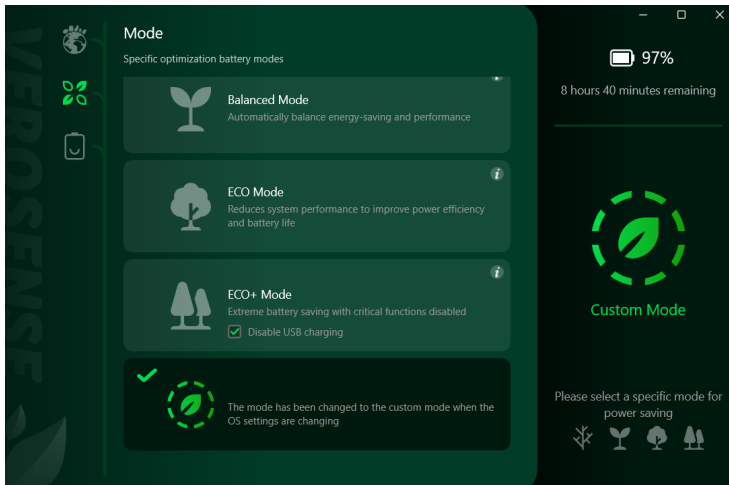 Mode
Specific optimization battery modes
Balanced Mode
Automatically balance energy-saving and performance
ECO Mode
Reduces system performance to improve power efficiency
and battery life
ECO+ Mode
Extreme battery saving with critical functions disabled
Disable USB charging
The mode has been changed to the custom mode when the
OS settings are changing
97%
8 hours 40 minutes remaining
Custom Mode
Please select a specific mode for
power saving
VEROSENSE